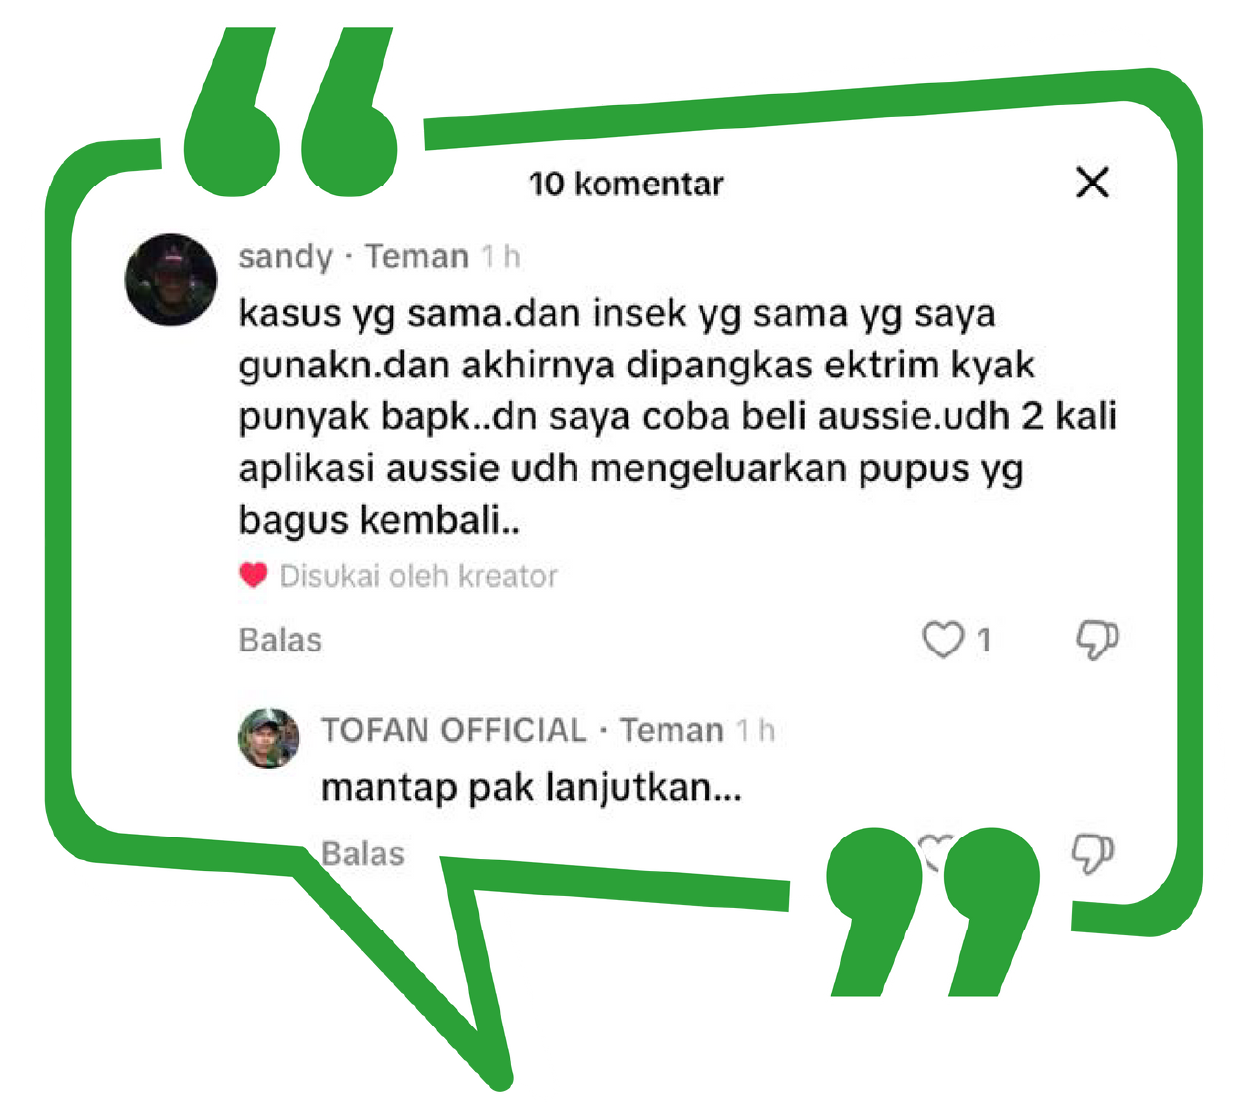 10 komentar
sandy · Teman 1 h
kasus yg sama.dan insek yg sama yg saya
gunakn.dan akhirnya dipangkas ektrim kyak
punyak bapk..dn saya coba beli aussie.udh 2 kali
aplikasi aussie udh mengeluarkan pupus yg
bagus kembali..
Disukai oleh kreator
Balas
1
TOFAN OFFICIAL · Teman 1 h
mantap pak lanjutkan...
Balas